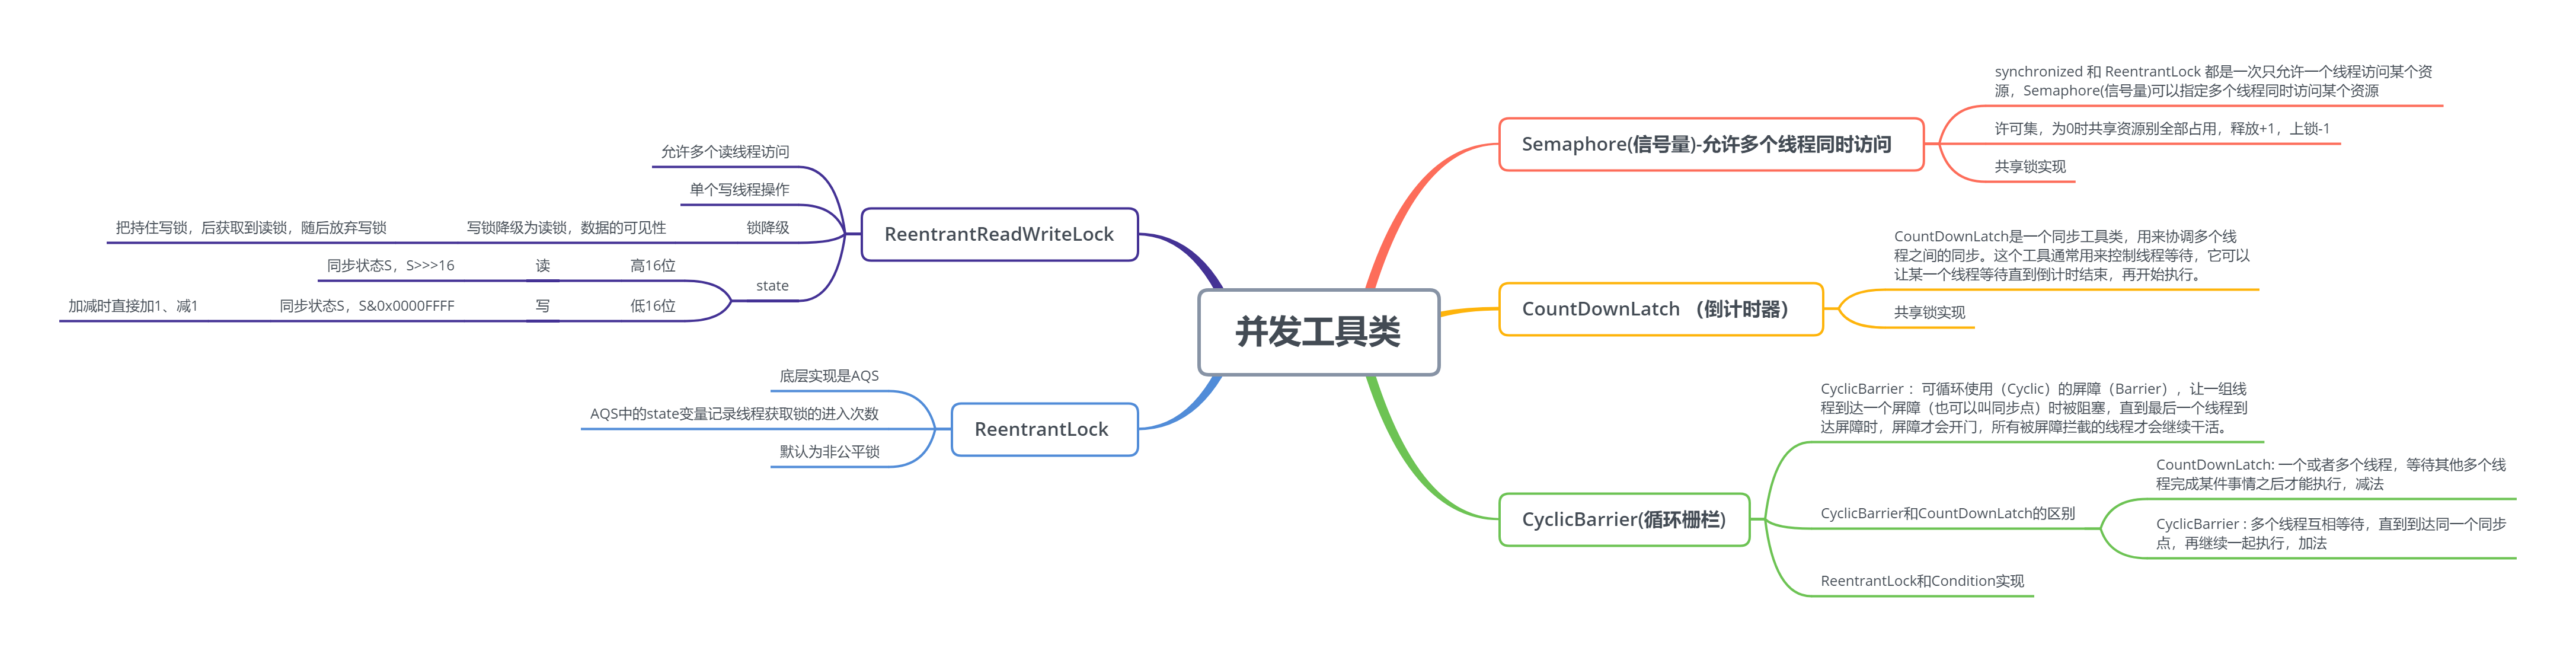 并发工具类
Semaphore(信号量)-允许多个线程同时访问
synchronized 和 ReentrantLock 都是一次只允许一个线程访问某个资
源，Semaphore(信号量)可以指定多个线程同时访问某个资源
许可集，为0时共享资源别全部占用，释放+1，上锁-1
共享锁实现
CountDownLatch （倒计时器）
CountDownLatch是一个同步工具类，用来协调多个线
程之间的同步。这个工具通常用来控制线程等待，它可以
让某一个线程等待直到倒计时结束，再开始执行。
共享锁实现
CyclicBarrier(循环栅栏)
CyclicBarrier ：可循环使用（Cyclic）的屏障（Barrier），让一组线
程到达一个屏障（也可以叫同步点）时被阻塞，直到最后一个线程到
达屏障时，屏障才会开门，所有被屏障拦截的线程才会继续干活。
CyclicBarrier和CountDownLatch的区别
CountDownLatch: 一个或者多个线程，等待其他多个线
程完成某件事情之后才能执行，减法
CyclicBarrier : 多个线程互相等待，直到到达同一个同步
点，再继续一起执行，加法
ReentrantLock和Condition实现
ReentrantReadWriteLock
允许多个读线程访问
单个写线程操作
锁降级
写锁降级为读锁，数据的可见性
把持住写锁，后获取到读锁，随后放弃写锁
state
高16位
读
同步状态S，S>>>16
低16位
写
同步状态S，S&0x0000FFFF
加减时直接加1、减1
ReentrantLock
底层实现是AQS
AQS中的state变量记录线程获取锁的进入次数
默认为非公平锁